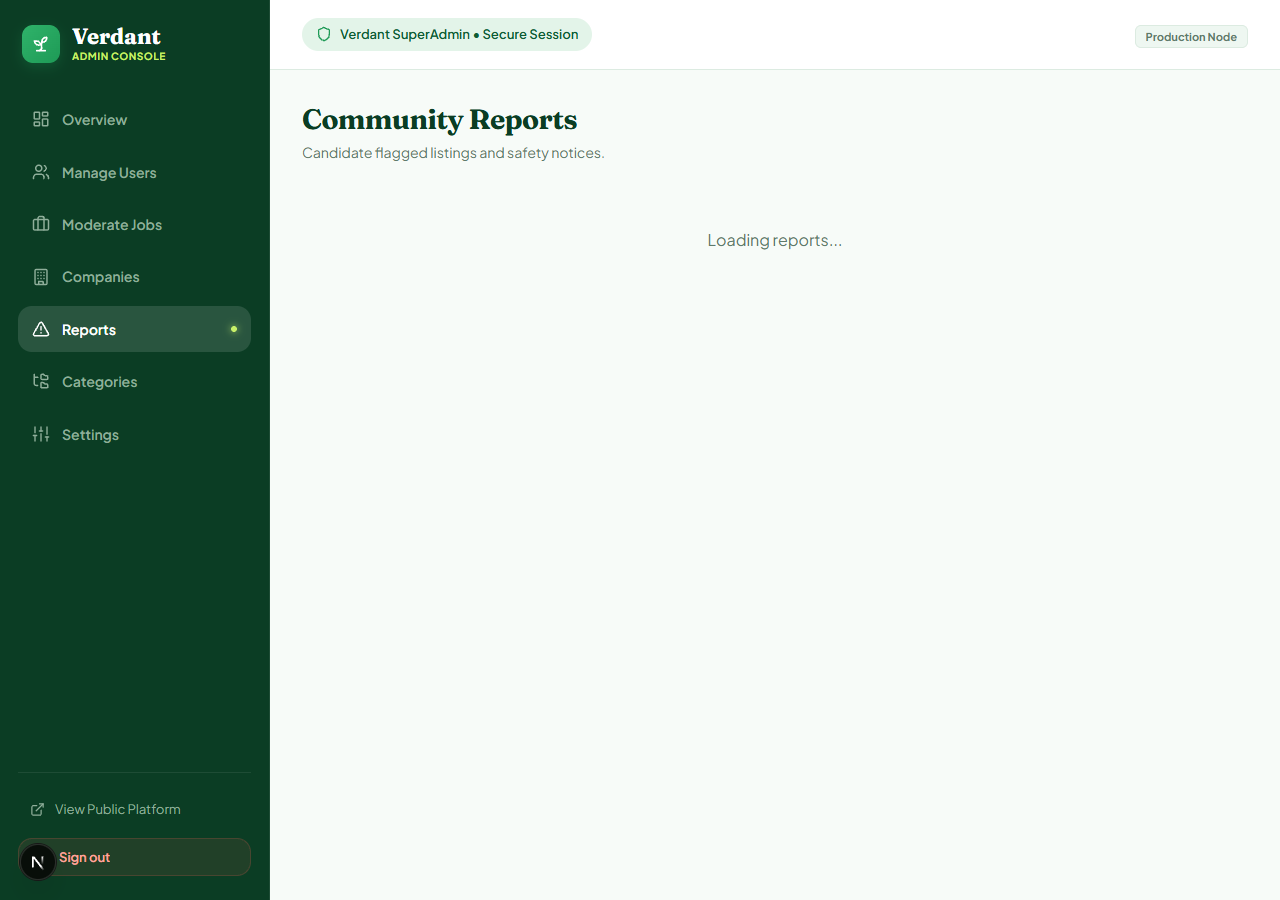 Verdant
ADMIN CONSOLE
Overview
Manage Users
Moderate Jobs
Companies
Reports
Categories
Settings
View Public Platform
Sign out
Verdant SuperAdmin • Secure Session
Production Node
Community Reports
Candidate flagged listings and safety notices.
Loading reports...
N